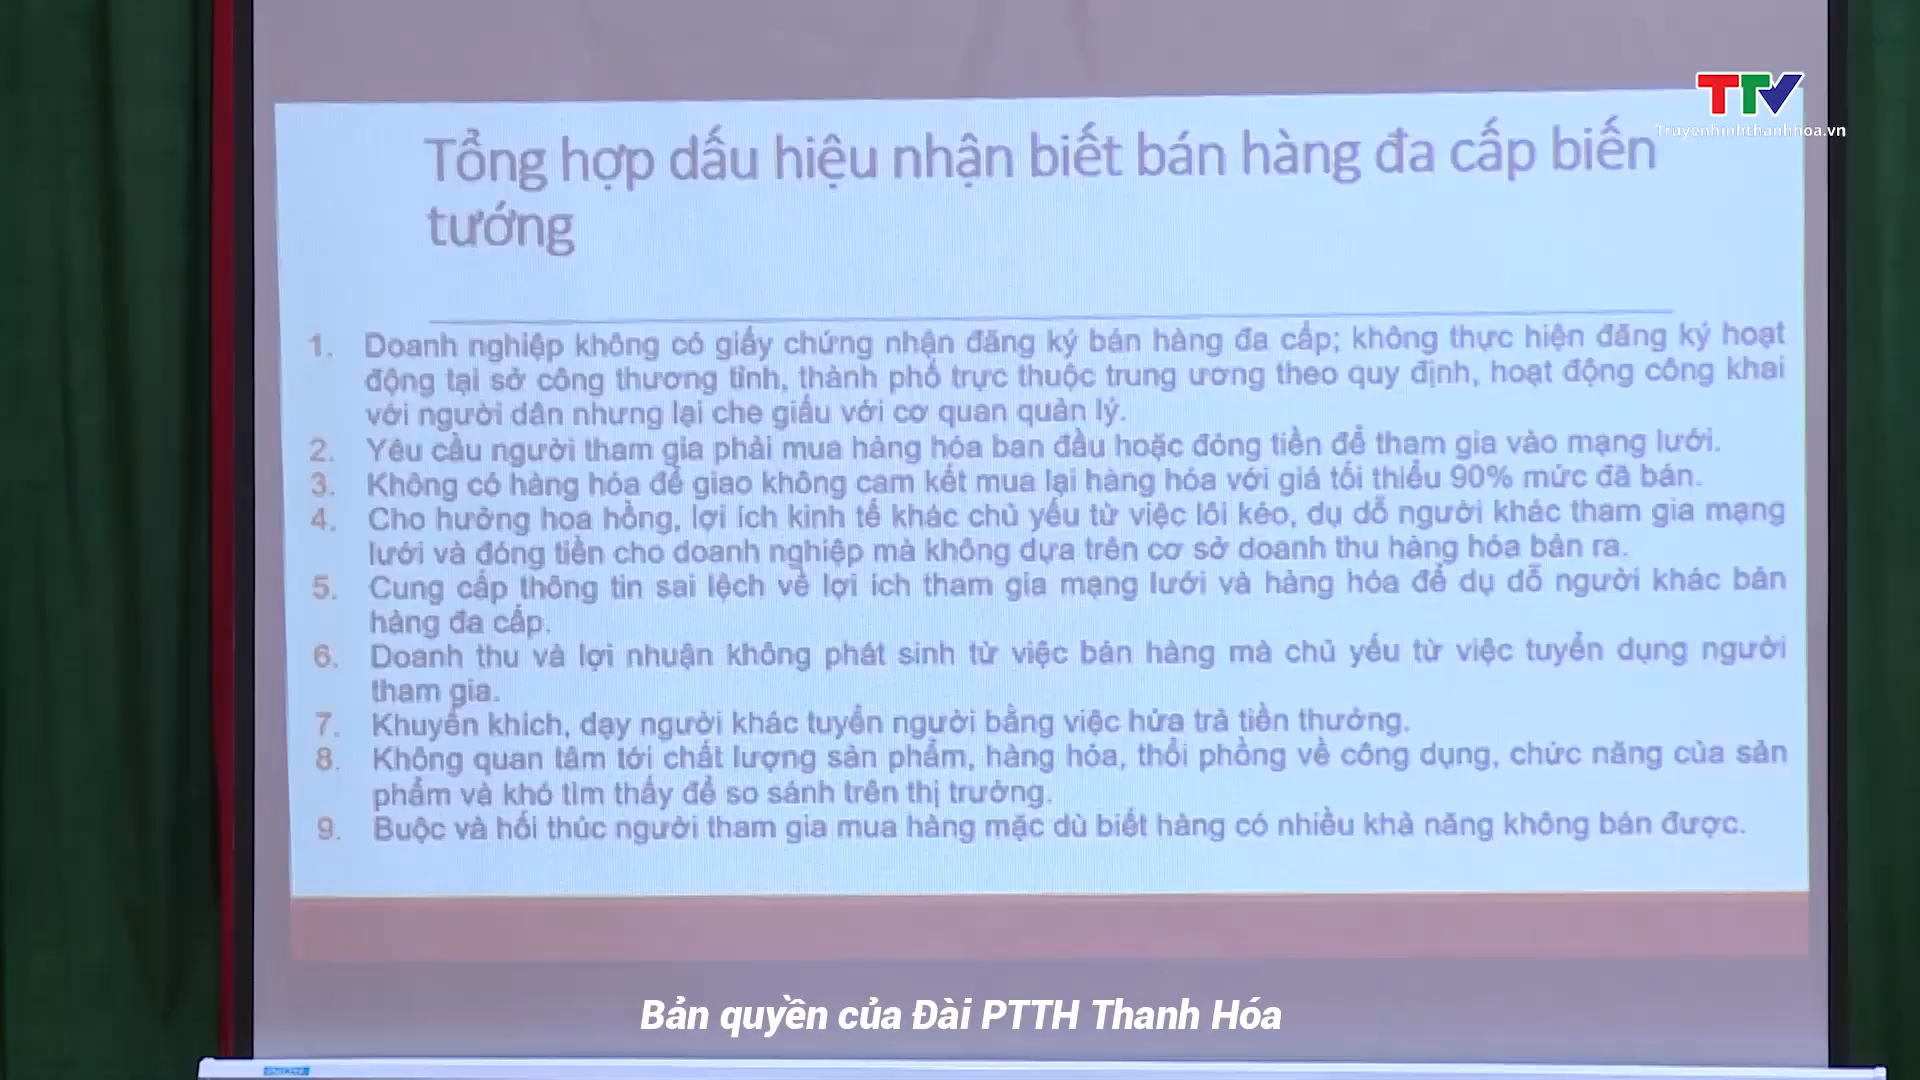 TTV
Truyenhinhthanhhoa.vn
Tổng hợp dấu hiệu nhận biết bán hàng đa cấp biến
tướng
1. Doanh nghiệp không có giấy chứng nhận đăng ký bán hàng đa cấp; không thực hiện đăng ký hoạt
động tại sở công thương tỉnh, thành phố trực thuộc trung ương theo quy định, hoạt động công khai
với người dân nhưng lại che giấu với cơ quan quản lý.
2. Yêu cầu người tham gia phải mua hàng hóa ban đầu hoặc đóng tiền để tham gia vào mạng lưới.
3. Không có hàng hóa để giao không cam kết mua lại hàng hóa với giá tối thiểu 90% mức đã bán.
4. Cho hưởng hoa hồng, lợi ích kinh tế khác chủ yếu từ việc lôi kéo, dụ dỗ người khác tham gia mạng
lưới và đóng tiền cho doanh nghiệp mà không dựa trên cơ sở doanh thu hàng hóa bán ra.
5. Cung cấp thông tin sai lệch về lợi ích tham gia mạng lưới và hàng hóa để dụ dỗ người khác bán
hàng đa cấp.
6. Doanh thu và lợi nhuận không phát sinh từ việc bán hàng mà chủ yếu từ việc tuyển dụng người
tham gia.
7. Khuyến khích, dạy người khác tuyển người bằng việc hứa trả tiền thưởng.
8. Không quan tâm tới chất lượng sản phẩm, hàng hóa, thổi phồng về công dụng, chức năng của sản
phẩm và khó tìm thấy để so sánh trên thị trường.
9. Buộc và hối thúc người tham gia mua hàng mặc dù biết hàng có nhiều khả năng không bán được.
Bản quyền của Đài PTTH Thanh Hóa